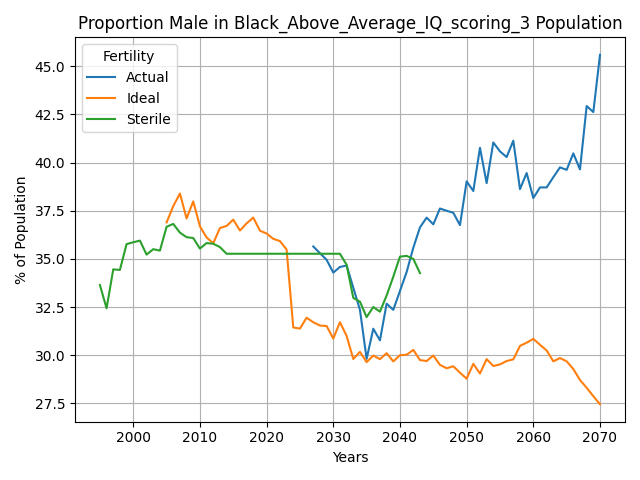 Proportion Male in Black_Above_Average_IQ_scoring_3 Population
Fertility
Actual
Ideal
Sterile
% of Population
45.0
42.5
40.0
37.5
35.0
32.5
30.0
27.5
2000 2010 2020 2030 2040 2050 2060 2070
Years